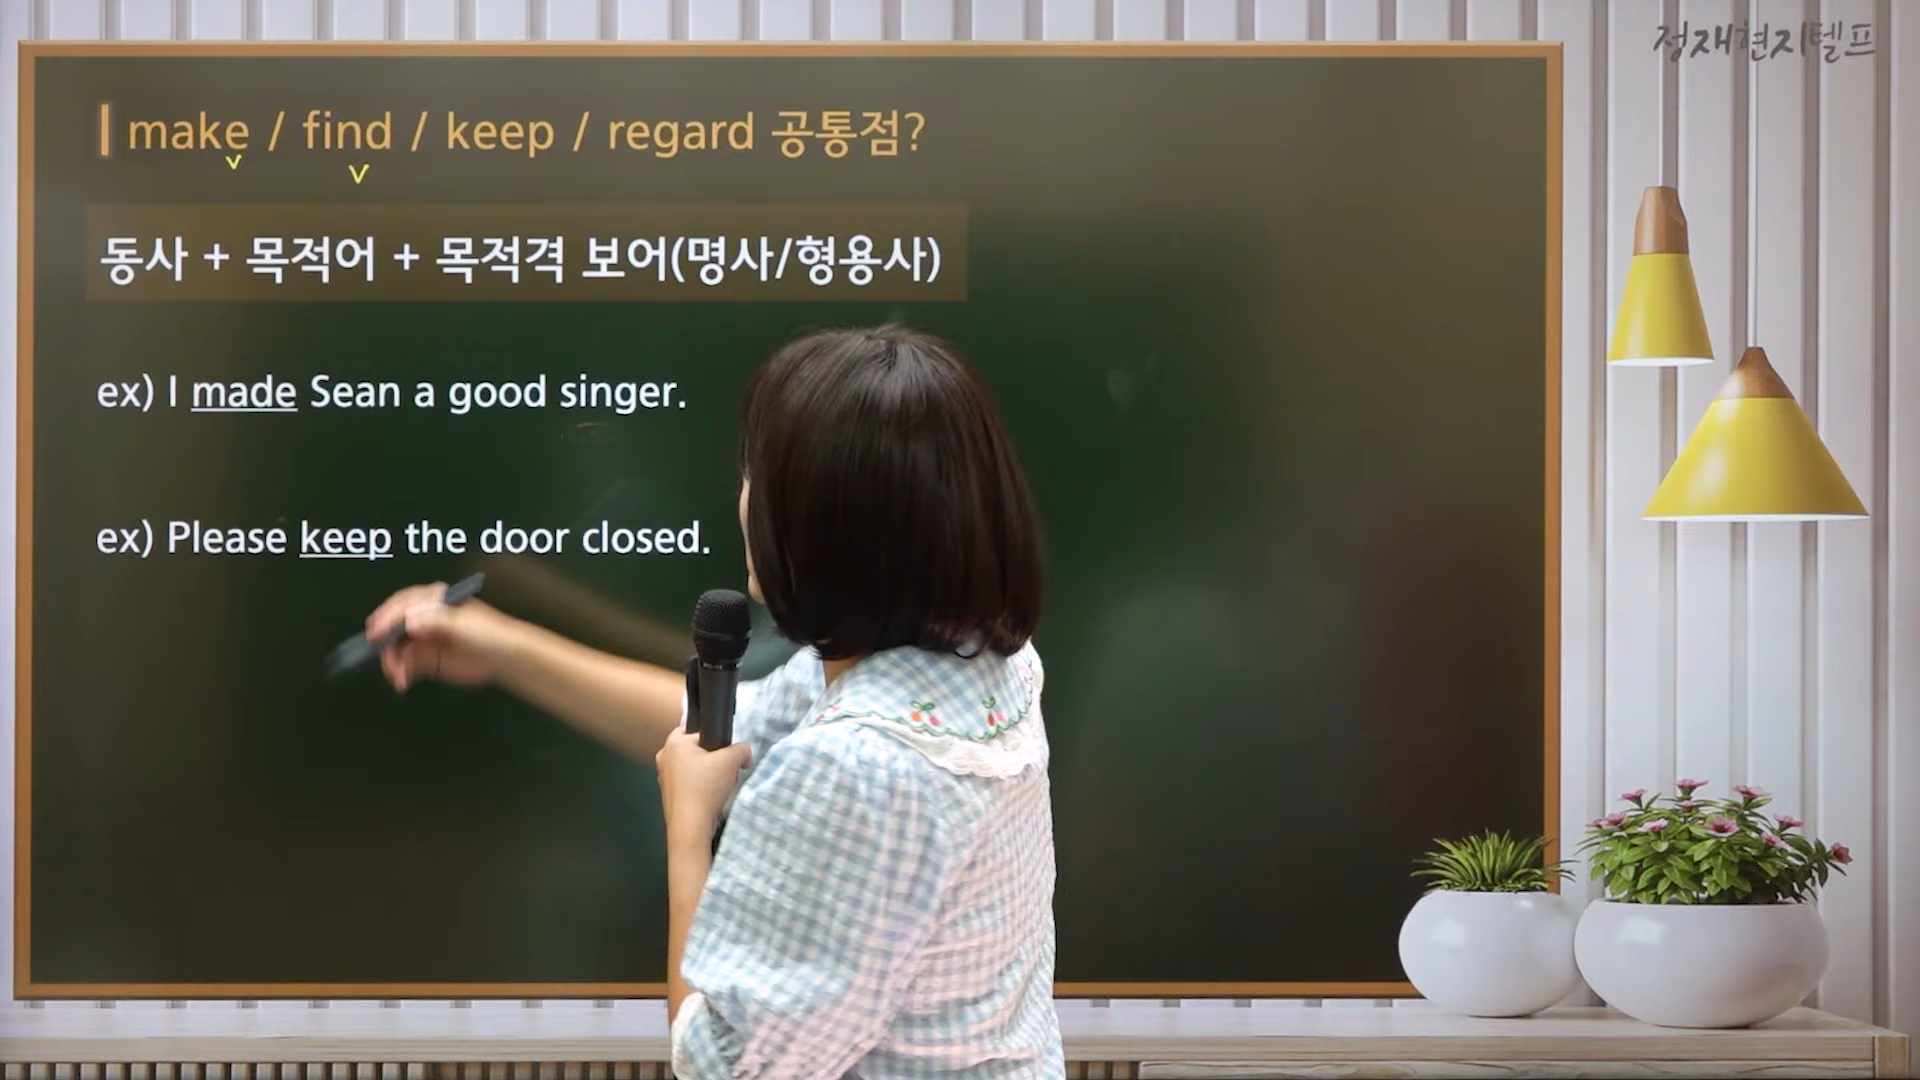 정재현지텔프
make / find / keep / regard 공통점?
동사 + 목적어 + 목적격 보어(명사/형용사)
ex) I made Sean a good singer.
ex) Please keep the door closed.